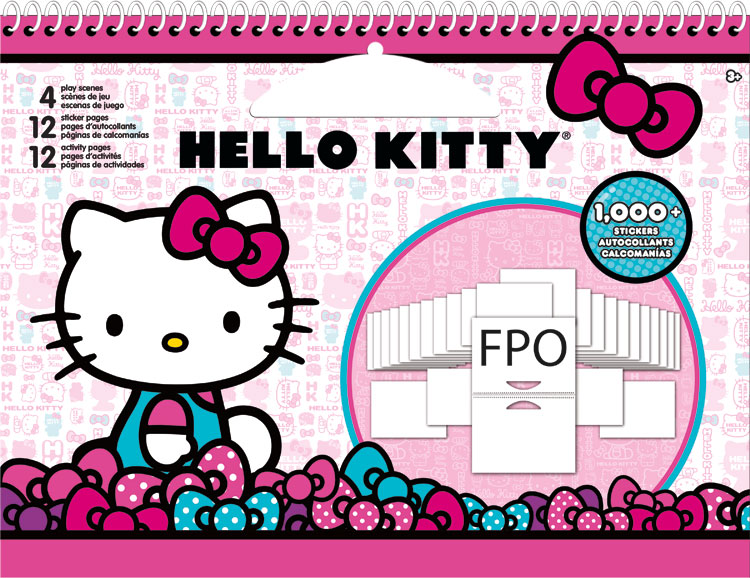 3+
4 play scenes
scènes de jeu
escenas de juego
12 sticker pages
pages d'autocollants
páginas de calcomanías
12 activity pages
pages d'activités
páginas de actividades
HELLO KITTY®
1,000+
STICKERS
AUTOCOLLANTS
CALCOMANÍAS
FPO